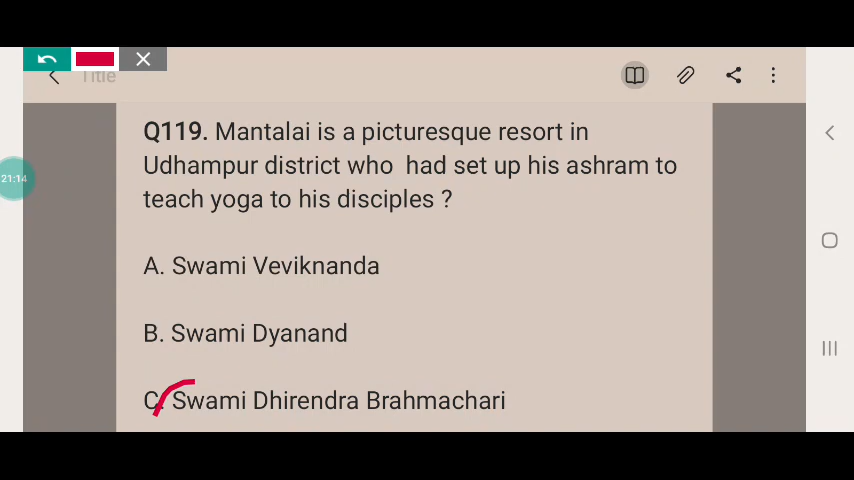 Title
Q119. Mantalai is a picturesque resort in
Udhampur district who had set up his ashram to
teach yoga to his disciples ?
21:14
A. Swami Veviknanda
B. Swami Dyanand
C. Swami Dhirendra Brahmachari